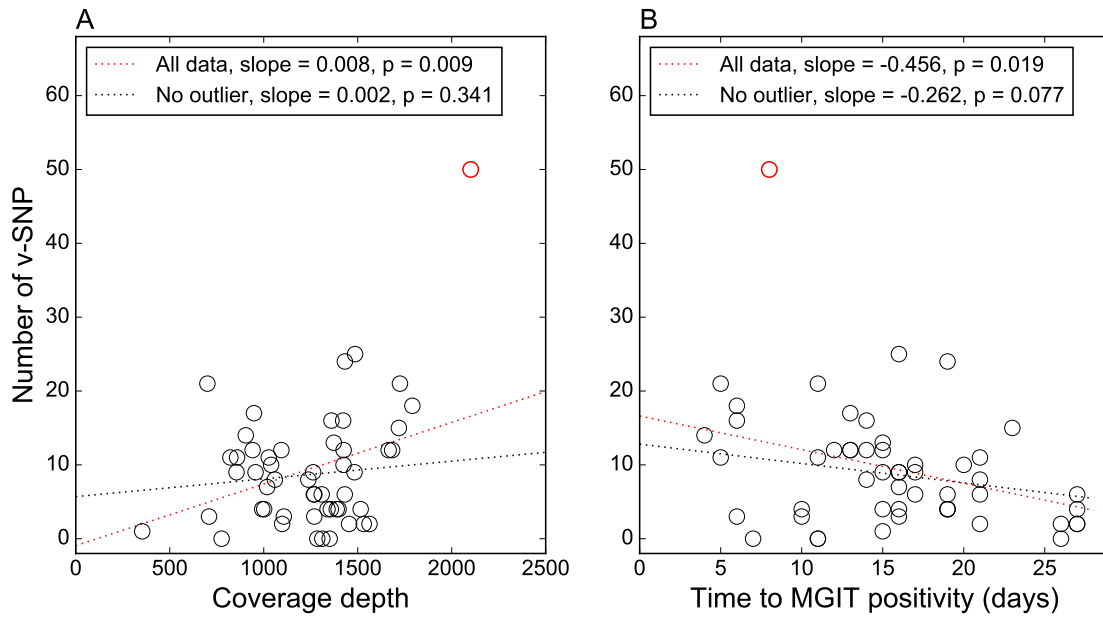 A
All data, slope = 0.008, p = 0.009
No outlier, slope = 0.002, p = 0.341
Number of v-SNP
60
50
40
30
20
10
0
0 500 1000 1500 2000 2500
Coverage depth
B
All data, slope = -0.456, p = 0.019
No outlier, slope = -0.262, p = 0.077
60
50
40
30
20
10
0
0 5 10 15 20 25
Time to MGIT positivity (days)